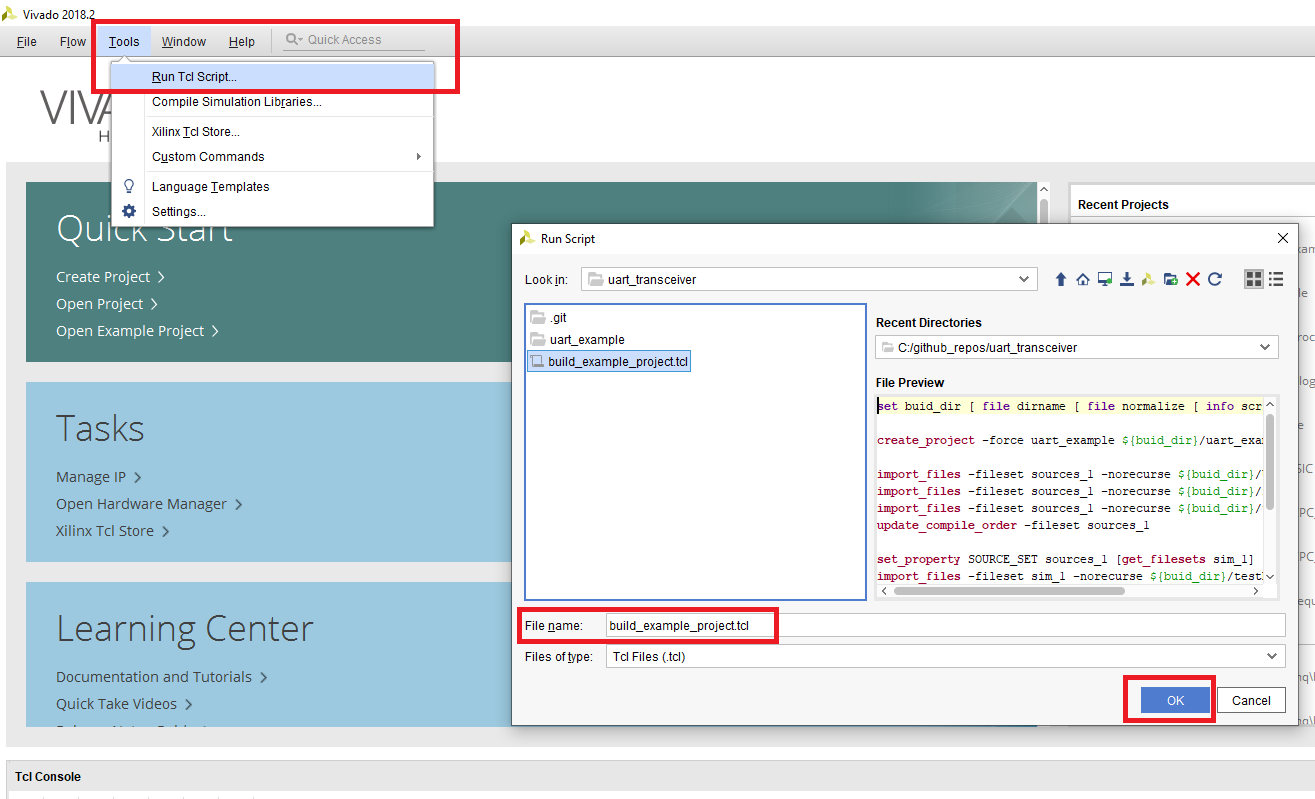 Vivado 2018.2
File Flow Tools Window Help Quick Access
Run Tcl Script...
Compile Simulation Libraries...
Xilinx Tcl Store...
Custom Commands
Language Templates
Settings...
Quick Start
Create Project
Open Project
Open Example Project
Tasks
Manage IP
Open Hardware Manager
Xilinx Tcl Store
Learning Center
Documentation and Tutorials
Quick Take Videos
Recent Projects
Run Script
Look in: uart_transceiver
.git
uart_example
build_example_project.tcl
Recent Directories
C:/github_repos/uart_transceiver
File Preview
set buid_dir [ file dirname [ file normalize [ info scr
create_project -force uart_example ${buid_dir}/uart_exa
import_files -fileset sources_1 -norecurse ${buid_dir}/
import_files -fileset sources_1 -norecurse ${buid_dir}/
import_files -fileset sources_1 -norecurse ${buid_dir}/
update_compile_order -fileset sources_1
set_property SOURCE_SET sources_1 [get_filesets sim_1]
import_files -fileset sim_1 -norecurse ${buid_dir}/test
File name: build_example_project.tcl
Files of type: Tcl Files (.tcl)
OK Cancel
Tcl Console